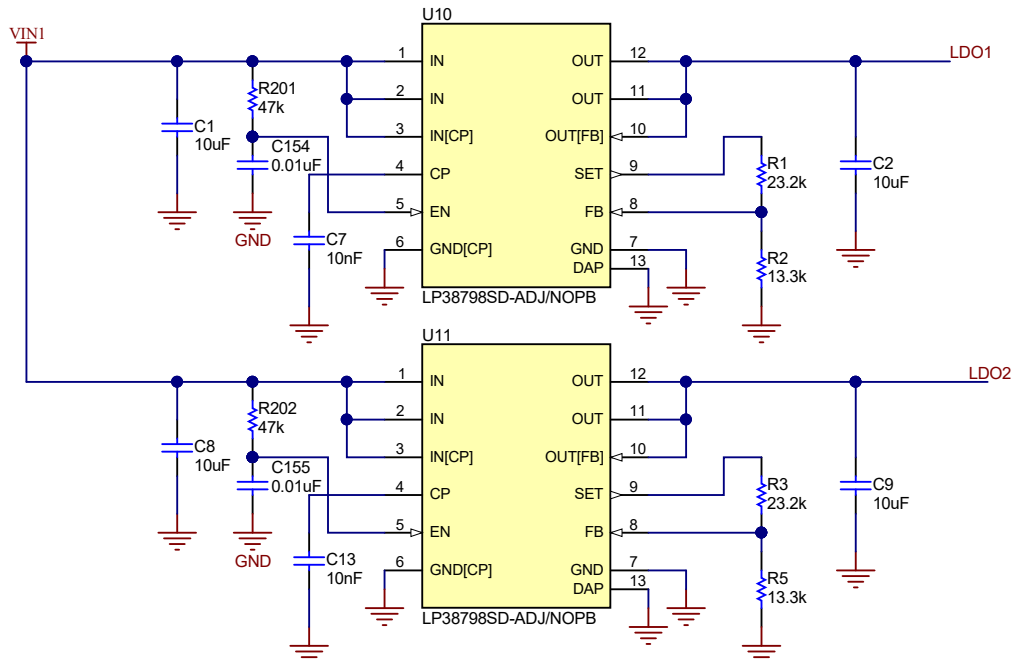 U10
VIN1
1 IN OUT 12 LDO1
R201
47k
2 IN OUT 11
C1
10uF
3 IN[CP] OUT[FB] 10
C154
0.01uF
4 CP SET 9
R1
23.2k
C2
10uF
5 EN FB 8
GND
C7
10nF
6 GND[CP] GND 7
DAP 13
R2
13.3k
LP38798SD-ADJ/NOPB
U11
1 IN OUT 12 LDO2
R202
47k
2 IN OUT 11
C8
10uF
3 IN[CP] OUT[FB] 10
C155
0.01uF
4 CP SET 9
R3
23.2k
C9
10uF
5 EN FB 8
GND
C13
10nF
6 GND[CP] GND 7
DAP 13
R5
13.3k
LP38798SD-ADJ/NOPB